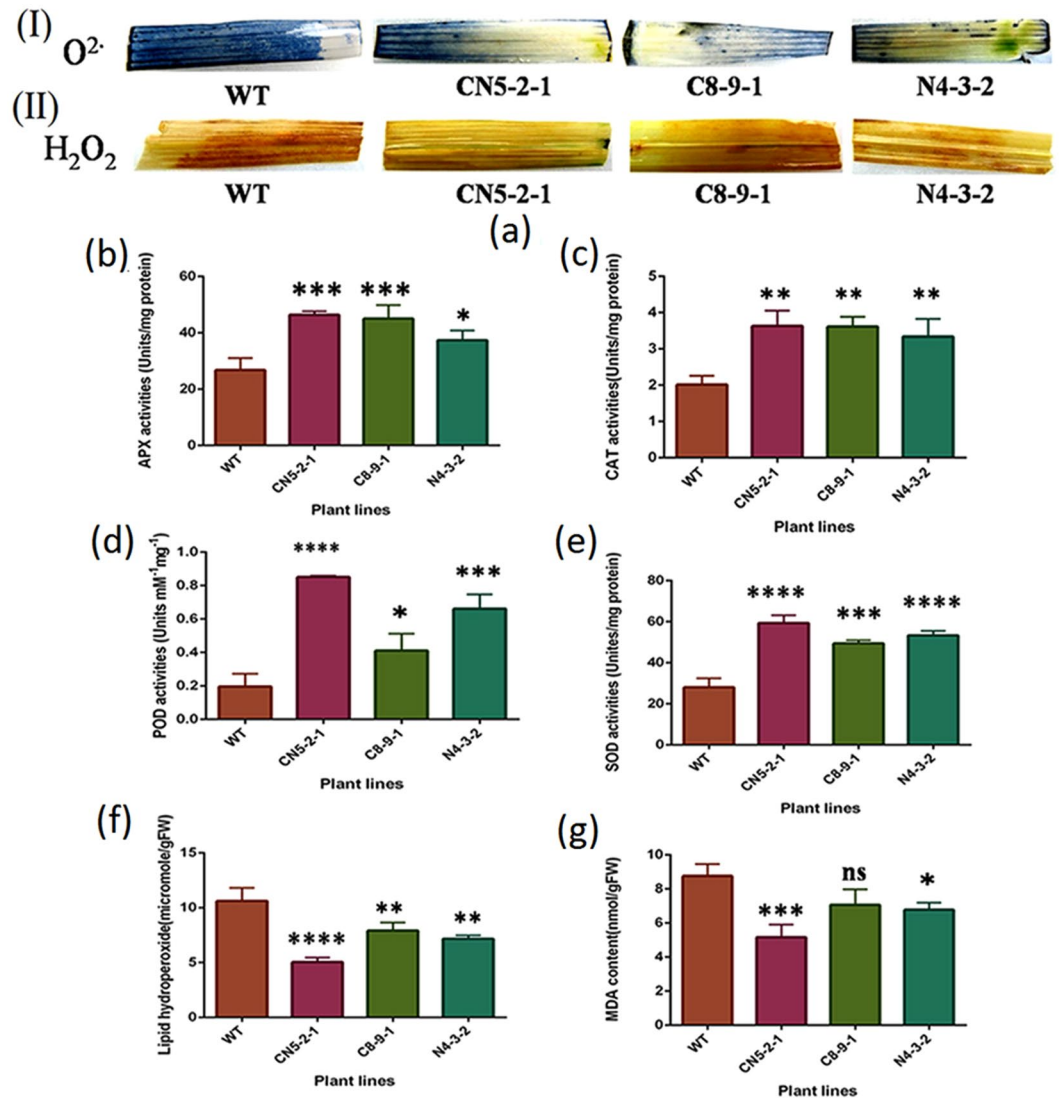 (I)
O²·
WT
CN5-2-1
C8-9-1
N4-3-2
(II)
H₂O₂
WT
CN5-2-1
C8-9-1
N4-3-2
(a)
(b)
APX activities (Units/mg protein)
60
40
20
0
***
***
*
WT
CN5-2-1
C8-9-1
N4-3-2
Plant lines
(c)
CAT activities(Units/mg protein)
5
4
3
2
1
0
**
**
**
WT
CN5-2-1
C8-9-1
N4-3-2
Plant lines
(d)
POD activities (Units mM⁻¹mg⁻¹)
1.0
0.8
0.6
0.4
0.2
0.0
****
*
***
WT
CN5-2-1
C8-9-1
N4-3-2
Plant lines
(e)
SOD activities (Unites/mg protein)
80
60
40
20
0
****
***
****
WT
CN5-2-1
C8-9-1
N4-3-2
Plant lines
(f)
Lipid hydroperoxide(micromole/gFW)
15
10
5
0
****
**
**
WT
CN5-2-1
C8-9-1
N4-3-2
Plant lines
(g)
MDA content(nmol/gFW)
10
8
6
4
2
0
***
ns
*
WT
CN5-2-1
C8-9-1
N4-3-2
Plant lines